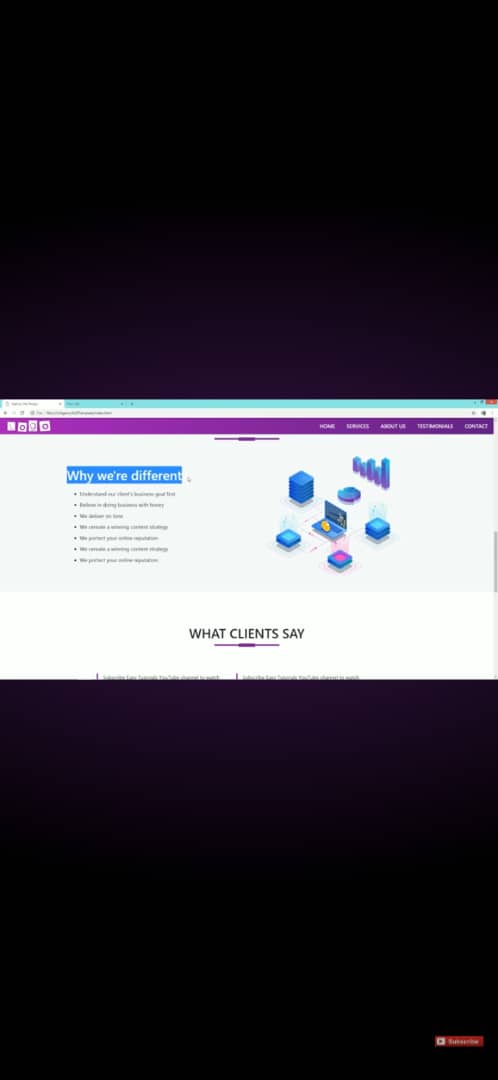 HOME SERVICES ABOUT US TESTIMONIALS CONTACT
Why we're different
Understand our client's business goal first
Believe in doing business with honey
We deliver on time
We cereate a winning content strategy
We portect your online reputation
We cereate a winning content strategy
We portect your online reputation
WHAT CLIENTS SAY
Subscribe Easy Tutorials YouTube channel to watch
Subscribe Easy Tutorials YouTube channel to watch
Subscribe